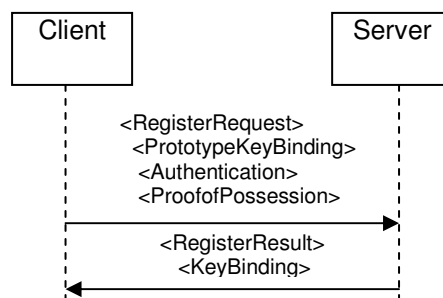 Client
Server
<RegisterRequest>
<PrototypeKeyBinding>
<Authentication>
<ProofofPossession>
<RegisterResult>
<KeyBinding>